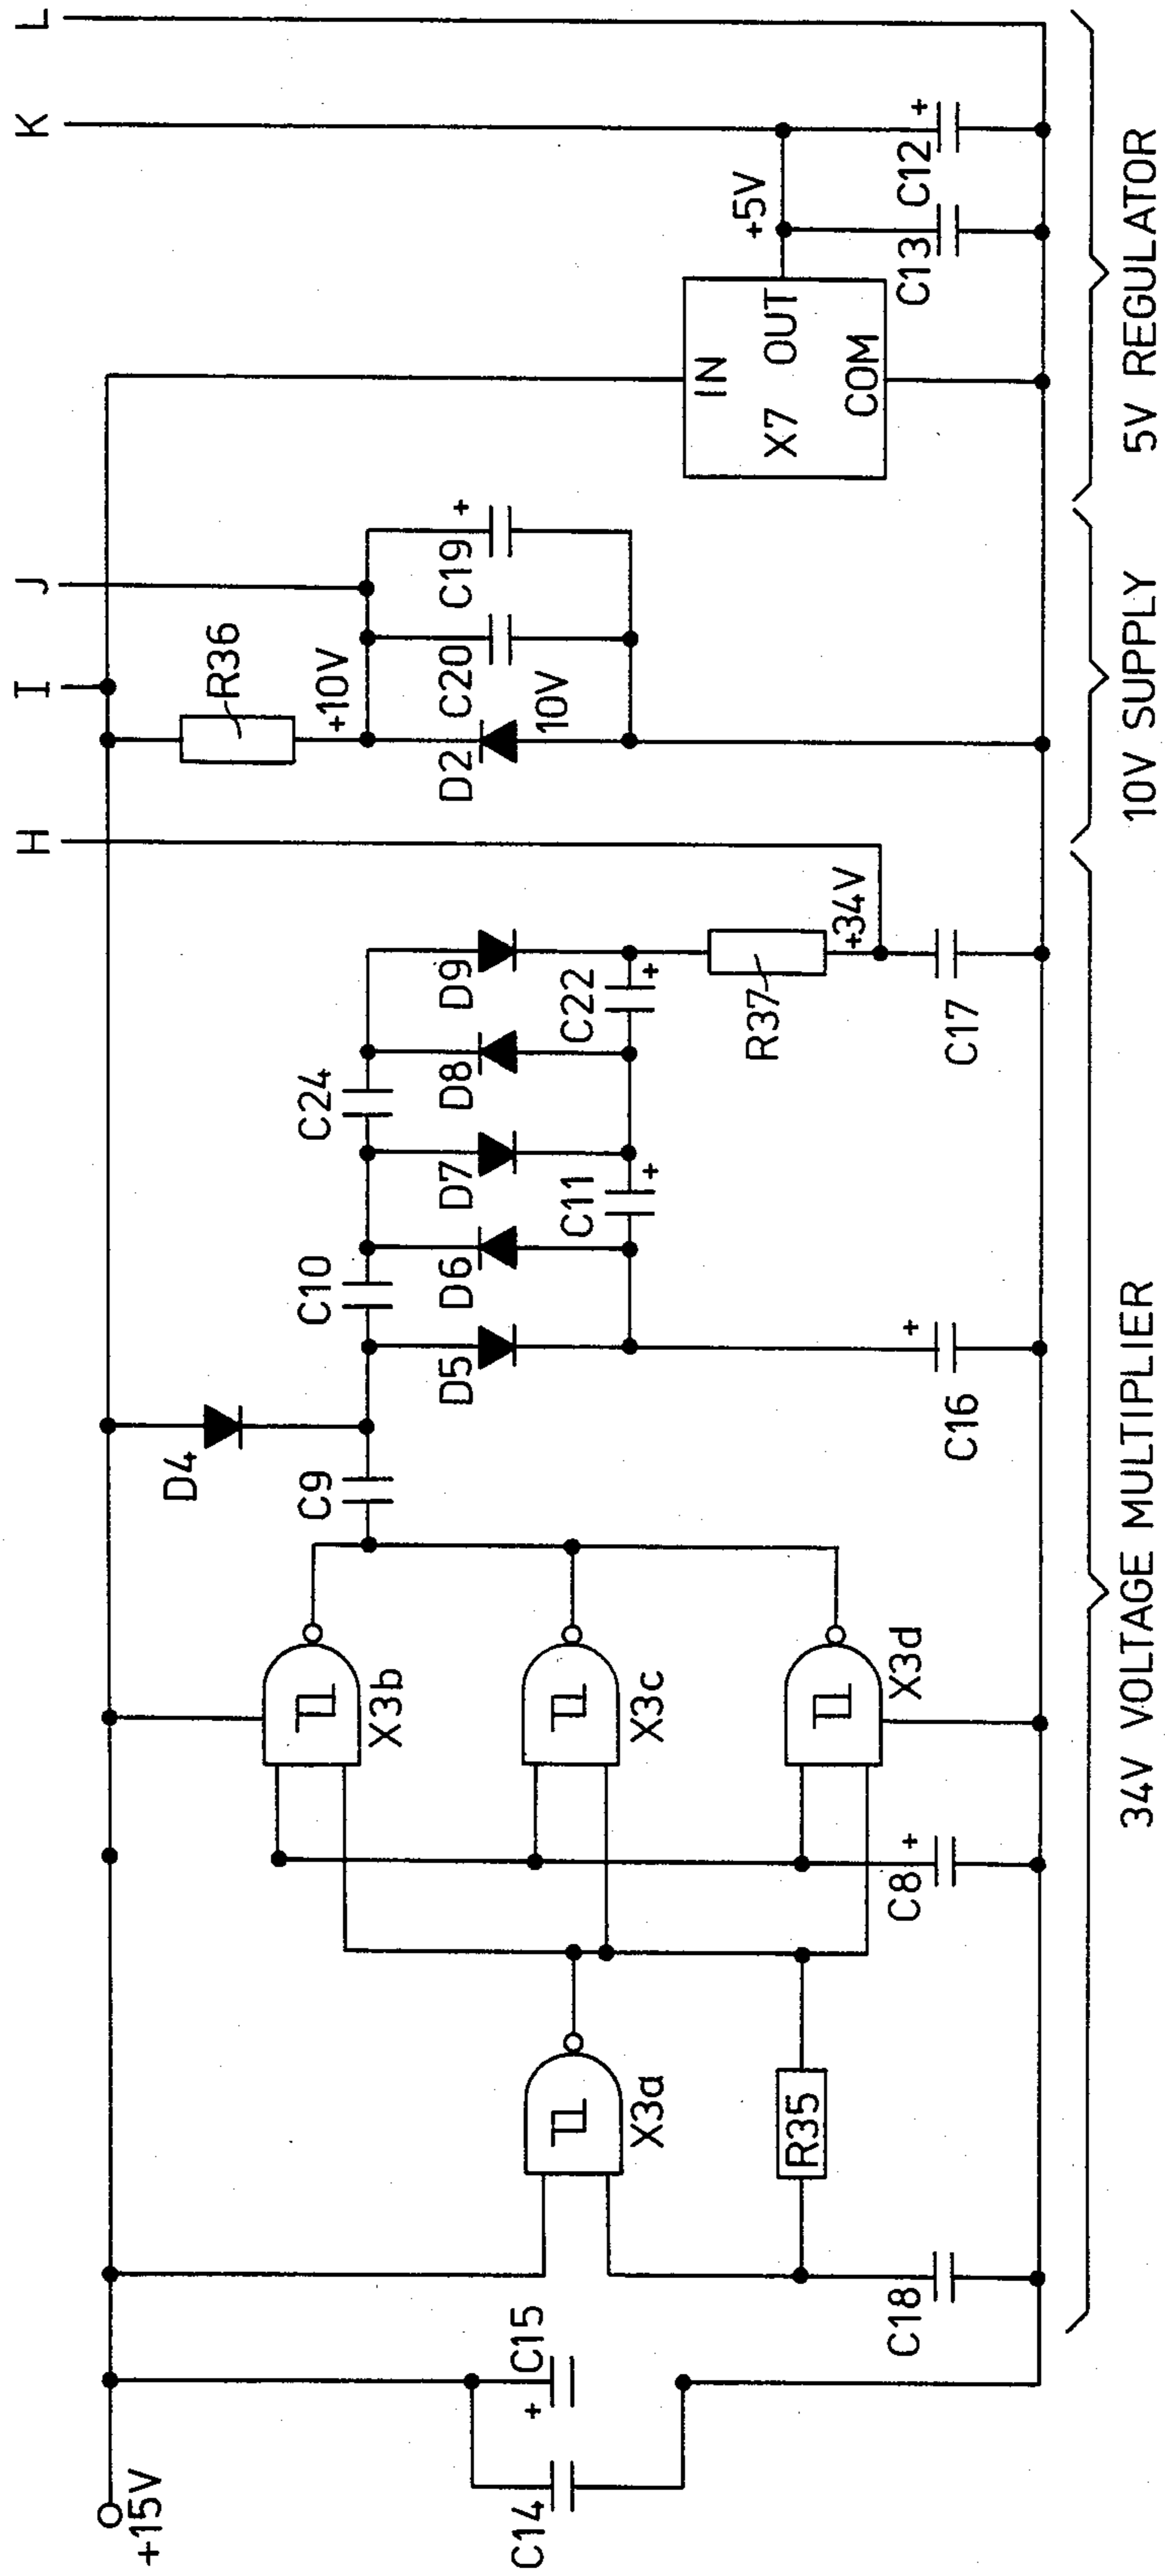 H
I
J
K
L
+15V
D4
R36
C9
C10
C24
D5
D6
D7
D8
D9
+10V
D2
10V
C20
C19
C11
+
C22
+
+
C14
C15
+
X3a
X3b
X3c
X3d
R35
C18
C8
+
C16
+
R37
+34V
C17
IN
X7 OUT
COM
+5V
C13
C12
+
34V VOLTAGE MULTIPLIER
10V SUPPLY
5V REGULATOR